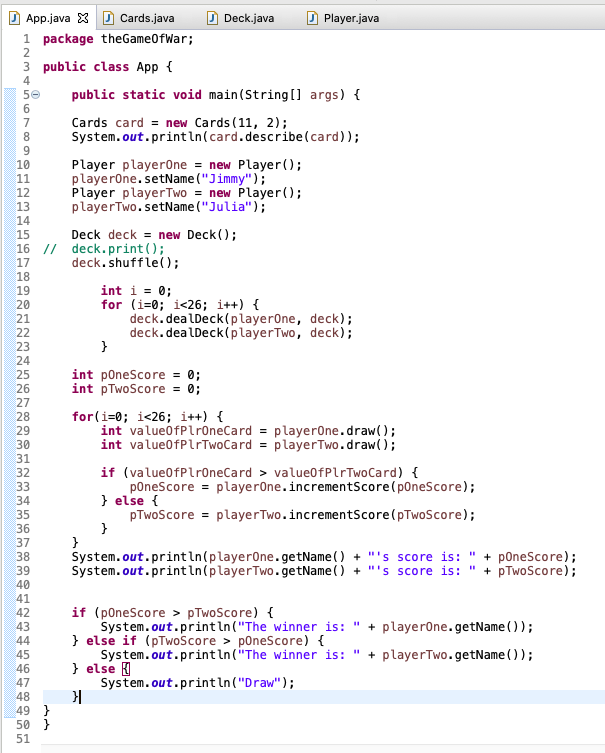 App.java Cards.java Deck.java Player.java
1 package theGameOfWar;
2
3 public class App {
4
5 public static void main(String[] args) {
6
7 Cards card = new Cards(11, 2);
8 System.out.println(card.describe(card));
9
10 Player playerOne = new Player();
11 playerOne.setName("Jimmy");
12 Player playerTwo = new Player();
13 playerTwo.setName("Julia");
14
15 Deck deck = new Deck();
16 // deck.print();
17 deck.shuffle();
18
19 int i = 0;
20 for (i=0; i<26; i++) {
21 deck.dealDeck(playerOne, deck);
22 deck.dealDeck(playerTwo, deck);
23 }
24
25 int pOneScore = 0;
26 int pTwoScore = 0;
27
28 for(i=0; i<26; i++) {
29 int valueOfPlrOneCard = playerOne.draw();
30 int valueOfPlrTwoCard = playerTwo.draw();
31
32 if (valueOfPlrOneCard > valueOfPlrTwoCard) {
33 pOneScore = playerOne.incrementScore(pOneScore);
34 } else {
35 pTwoScore = playerTwo.incrementScore(pTwoScore);
36 }
37 }
38 System.out.println(playerOne.getName() + "'s score is: " + pOneScore);
39 System.out.println(playerTwo.getName() + "'s score is: " + pTwoScore);
40
41
42 if (pOneScore > pTwoScore) {
43 System.out.println("The winner is: " + playerOne.getName());
44 } else if (pTwoScore > pOneScore) {
45 System.out.println("The winner is: " + playerTwo.getName());
46 } else {
47 System.out.println("Draw");
48 }
49 }
50 }
51